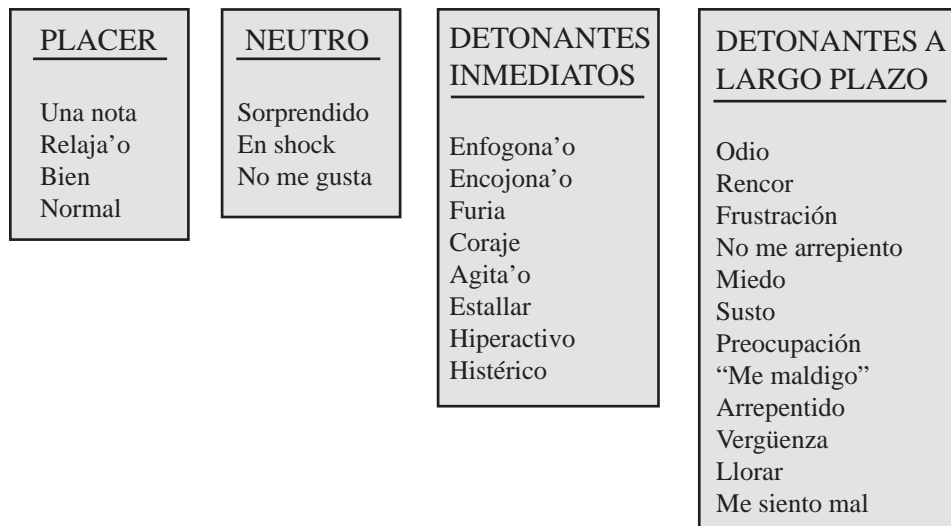 PLACER
Una nota
Relaja’o
Bien
Normal
NEUTRO
Sorprendido
En shock
No me gusta
DETONANTES
INMEDIATOS
Enfogona’o
Encojona’o
Furia
Coraje
Agita’o
Estallar
Hiperactivo
Histérico
DETONANTES A
LARGO PLAZO
Odio
Rencor
Frustración
No me arrepiento
Miedo
Susto
Preocupación
“Me maldigo”
Arrepentido
Vergüenza
Llorar
Me siento mal